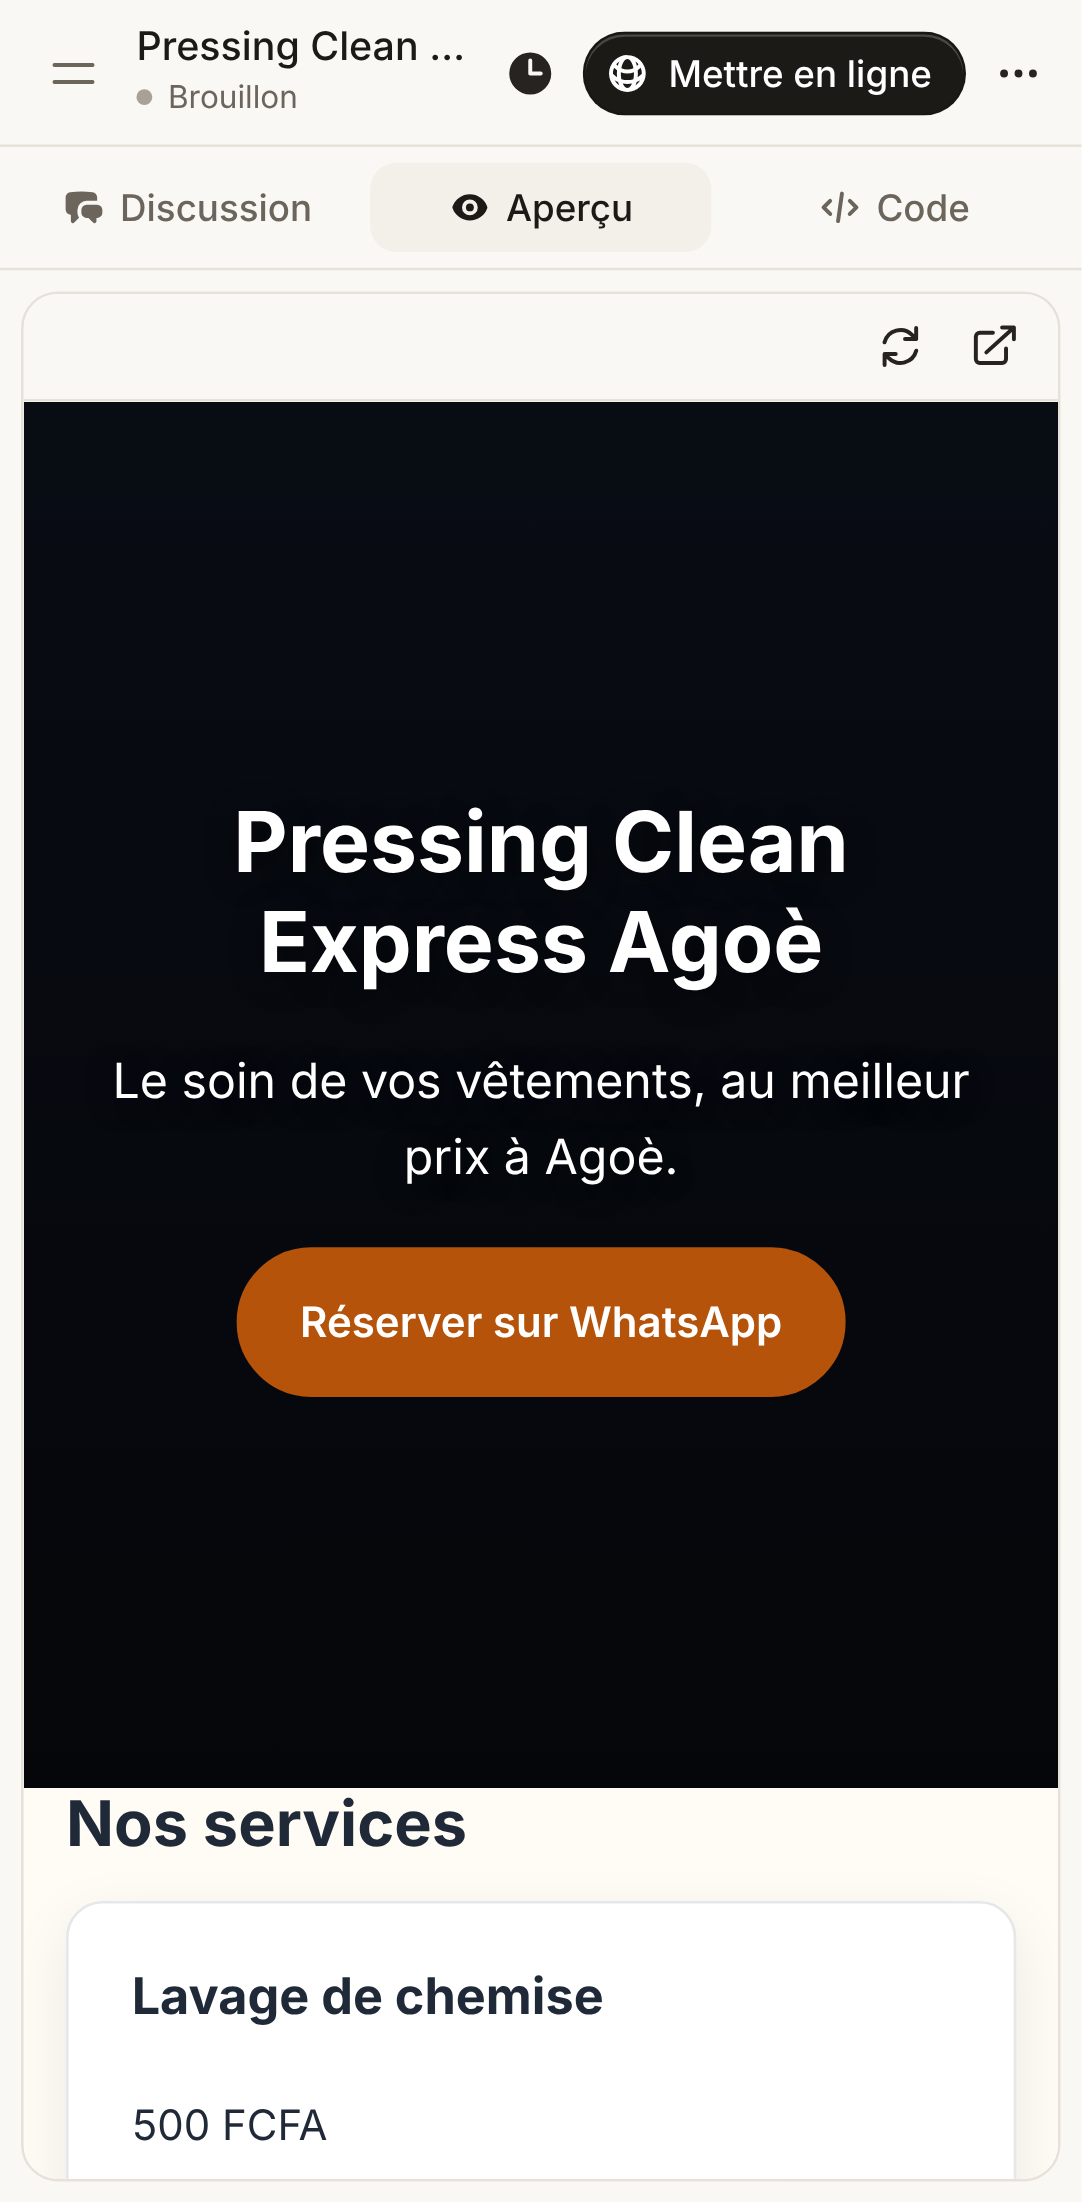 Pressing Clean ...
Brouillon
Mettre en ligne
Discussion
Aperçu
Code
Pressing Clean
Express Agoè
Le soin de vos vêtements, au meilleur
prix à Agoè.
Réserver sur WhatsApp
Nos services
Lavage de chemise
500 FCFA